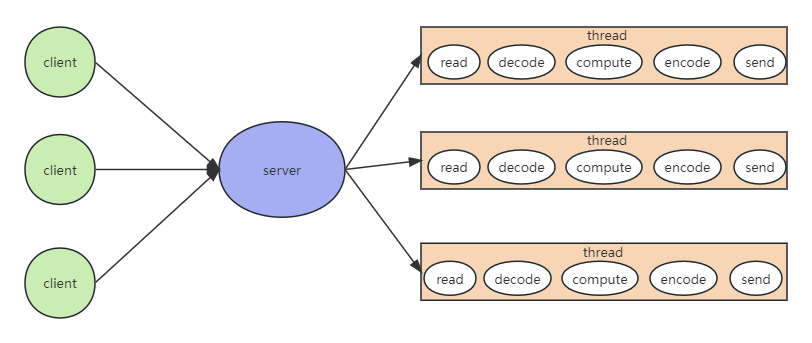 client
client
client
server
thread
read decode compute encode send
thread
read decode compute encode send
thread
read decode compute encode send